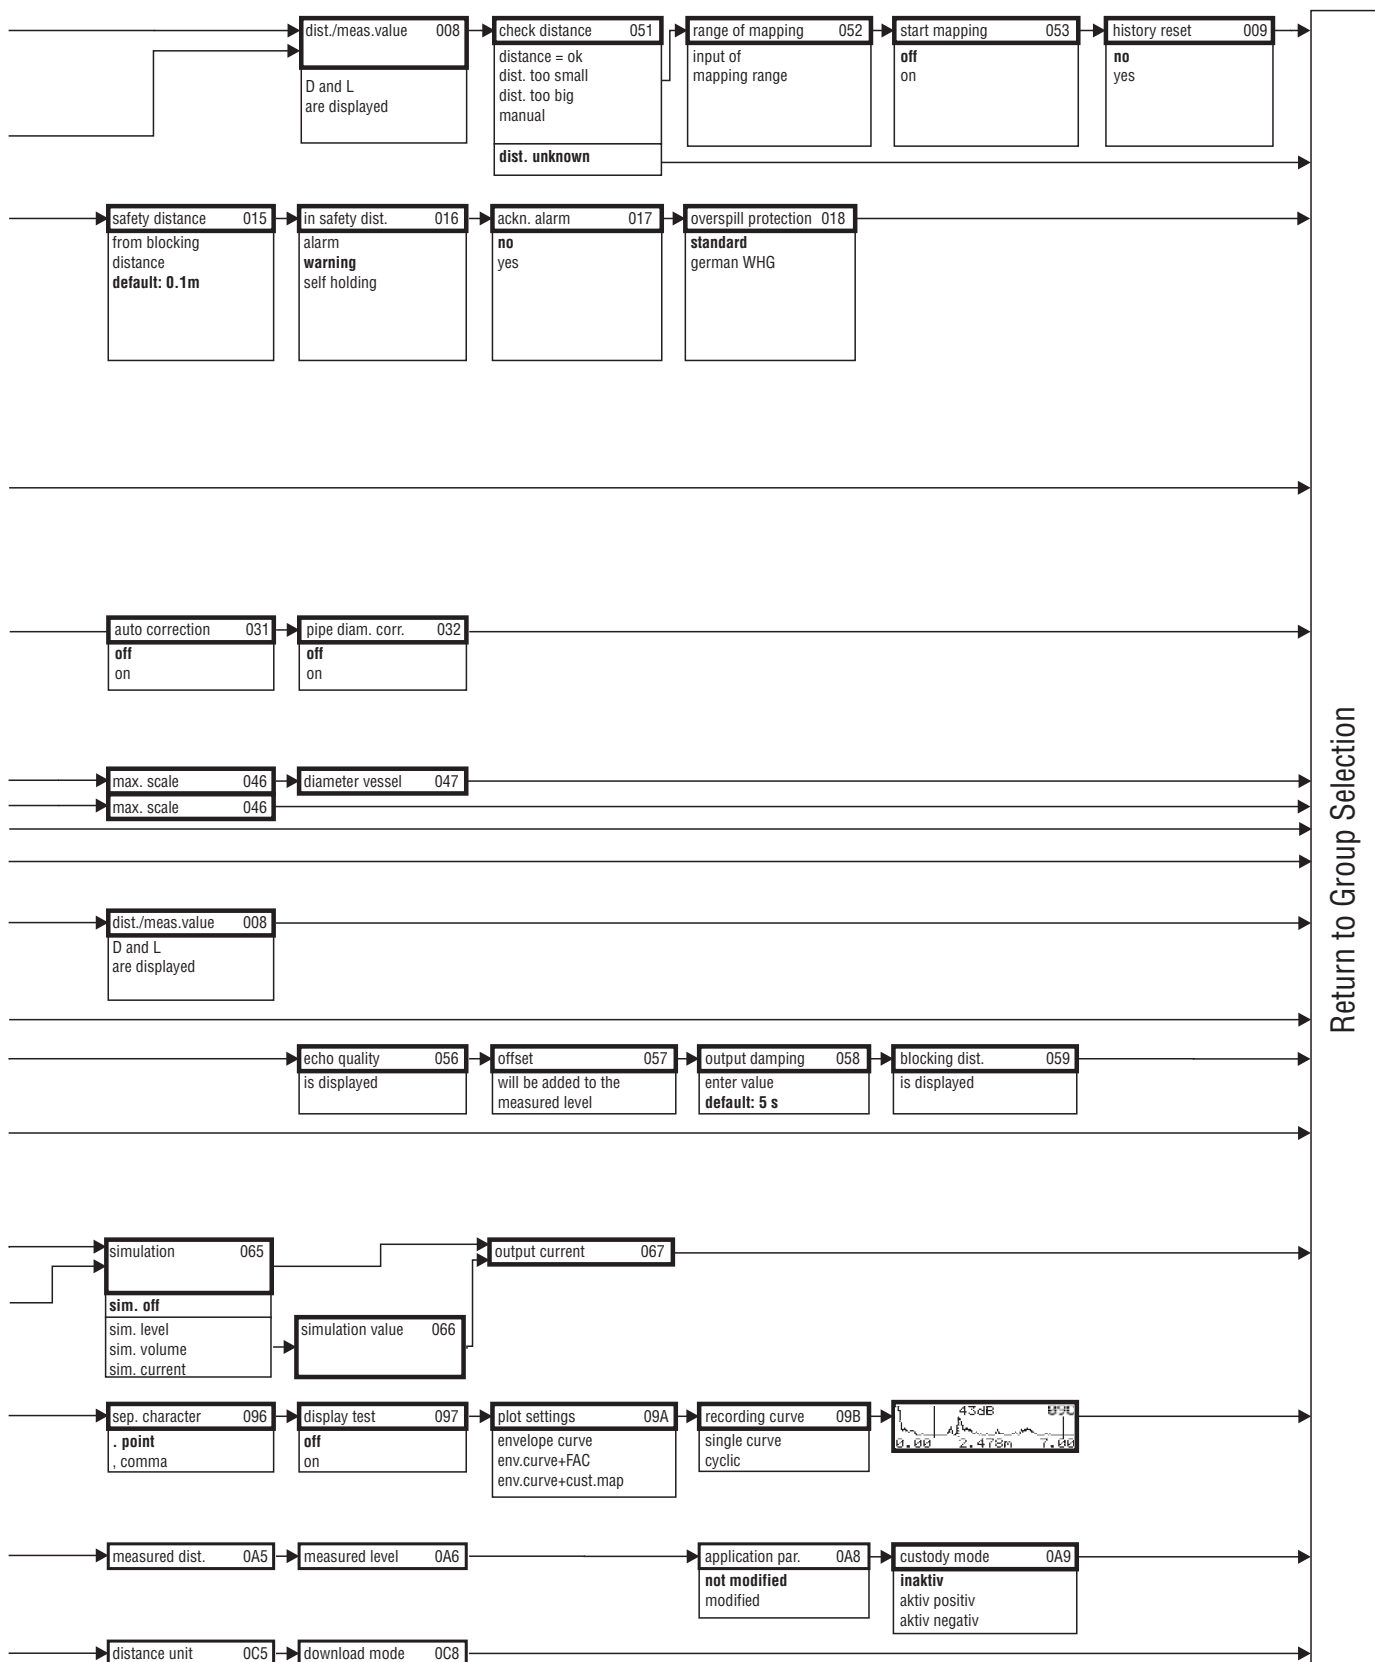 dist./meas.value 008
D and L
are displayed
check distance 051
distance = ok
dist. too small
dist. too big
manual
dist. unknown
range of mapping 052
input of
mapping range
start mapping 053
off
on
history reset 009
no
yes
safety distance 015
from blocking
distance
default: 0.1m
in safety dist. 016
alarm
warning
self holding
ackn. alarm 017
no
yes
overspill protection 018
standard
german WHG
auto correction 031
off
on
pipe diam. corr. 032
off
on
max. scale 046
diameter vessel 047
max. scale 046
dist./meas.value 008
D and L
are displayed
echo quality 056
is displayed
offset 057
will be added to the
measured level
output damping 058
enter value
default: 5 s
blocking dist. 059
is displayed
simulation 065
sim. off
sim. level
sim. volume
sim. current
simulation value 066
output current 067
sep. character 096
. point
, comma
display test 097
off
on
plot settings 09A
envelope curve
env.curve+FAC
env.curve+cust.map
recording curve 09B
single curve
cyclic
43dB
0.00 2.478m 7.00
measured dist. 0A5
measured level 0A6
application par. 0A8
not modified
modified
custody mode 0A9
inaktiv
aktiv positiv
aktiv negativ
distance unit 0C5
download mode 0C8
Return to Group Selection